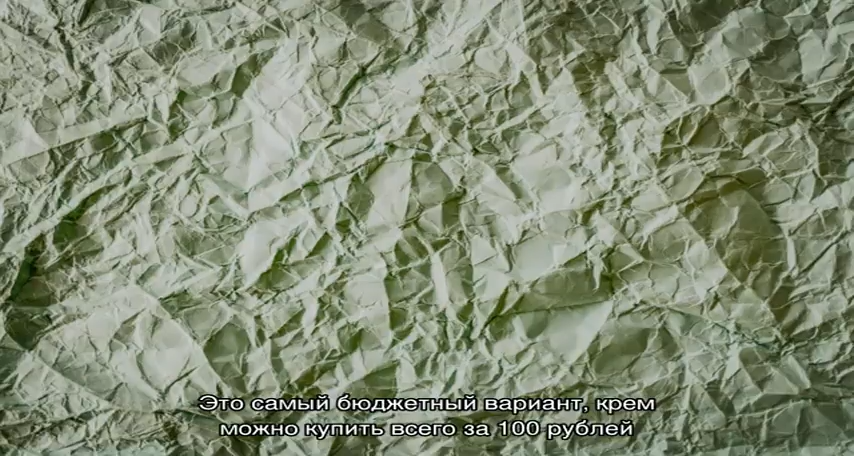 Это самый бюджетный вариант, крем
можно купить всего за 100 рублей